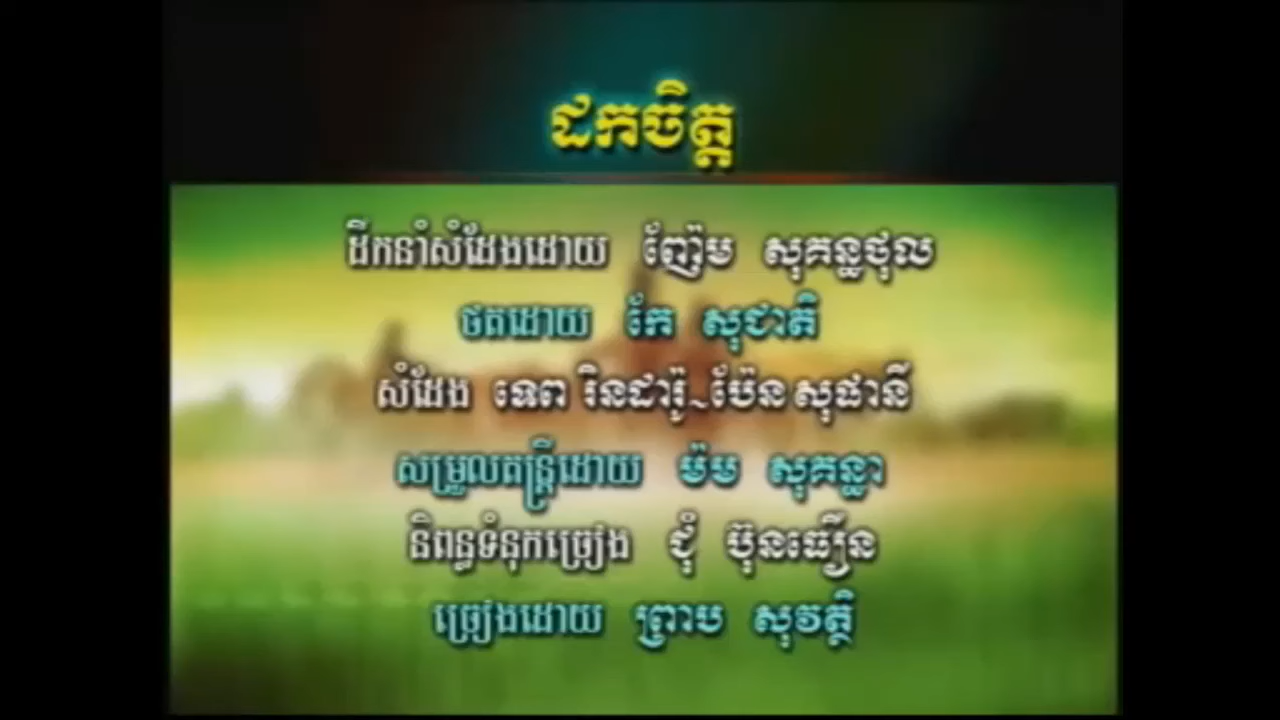 ដកចិត្ត
ដឹកនាំសំដែងដោយ ញ៉ែម សុគន្ធថុល
ថតដោយ កែ សុជាតិ
សំដែង ទេព រិនដារ៉ូ~ប៉ែន សុផានី
សម្រួលតន្ត្រីដោយ ម៉ម សុគន្ធា
និពន្ធទំនុកច្រៀង ជុំ ប៊ុនធឿន
ច្រៀងដោយ ព្រាប សុវត្ថិ